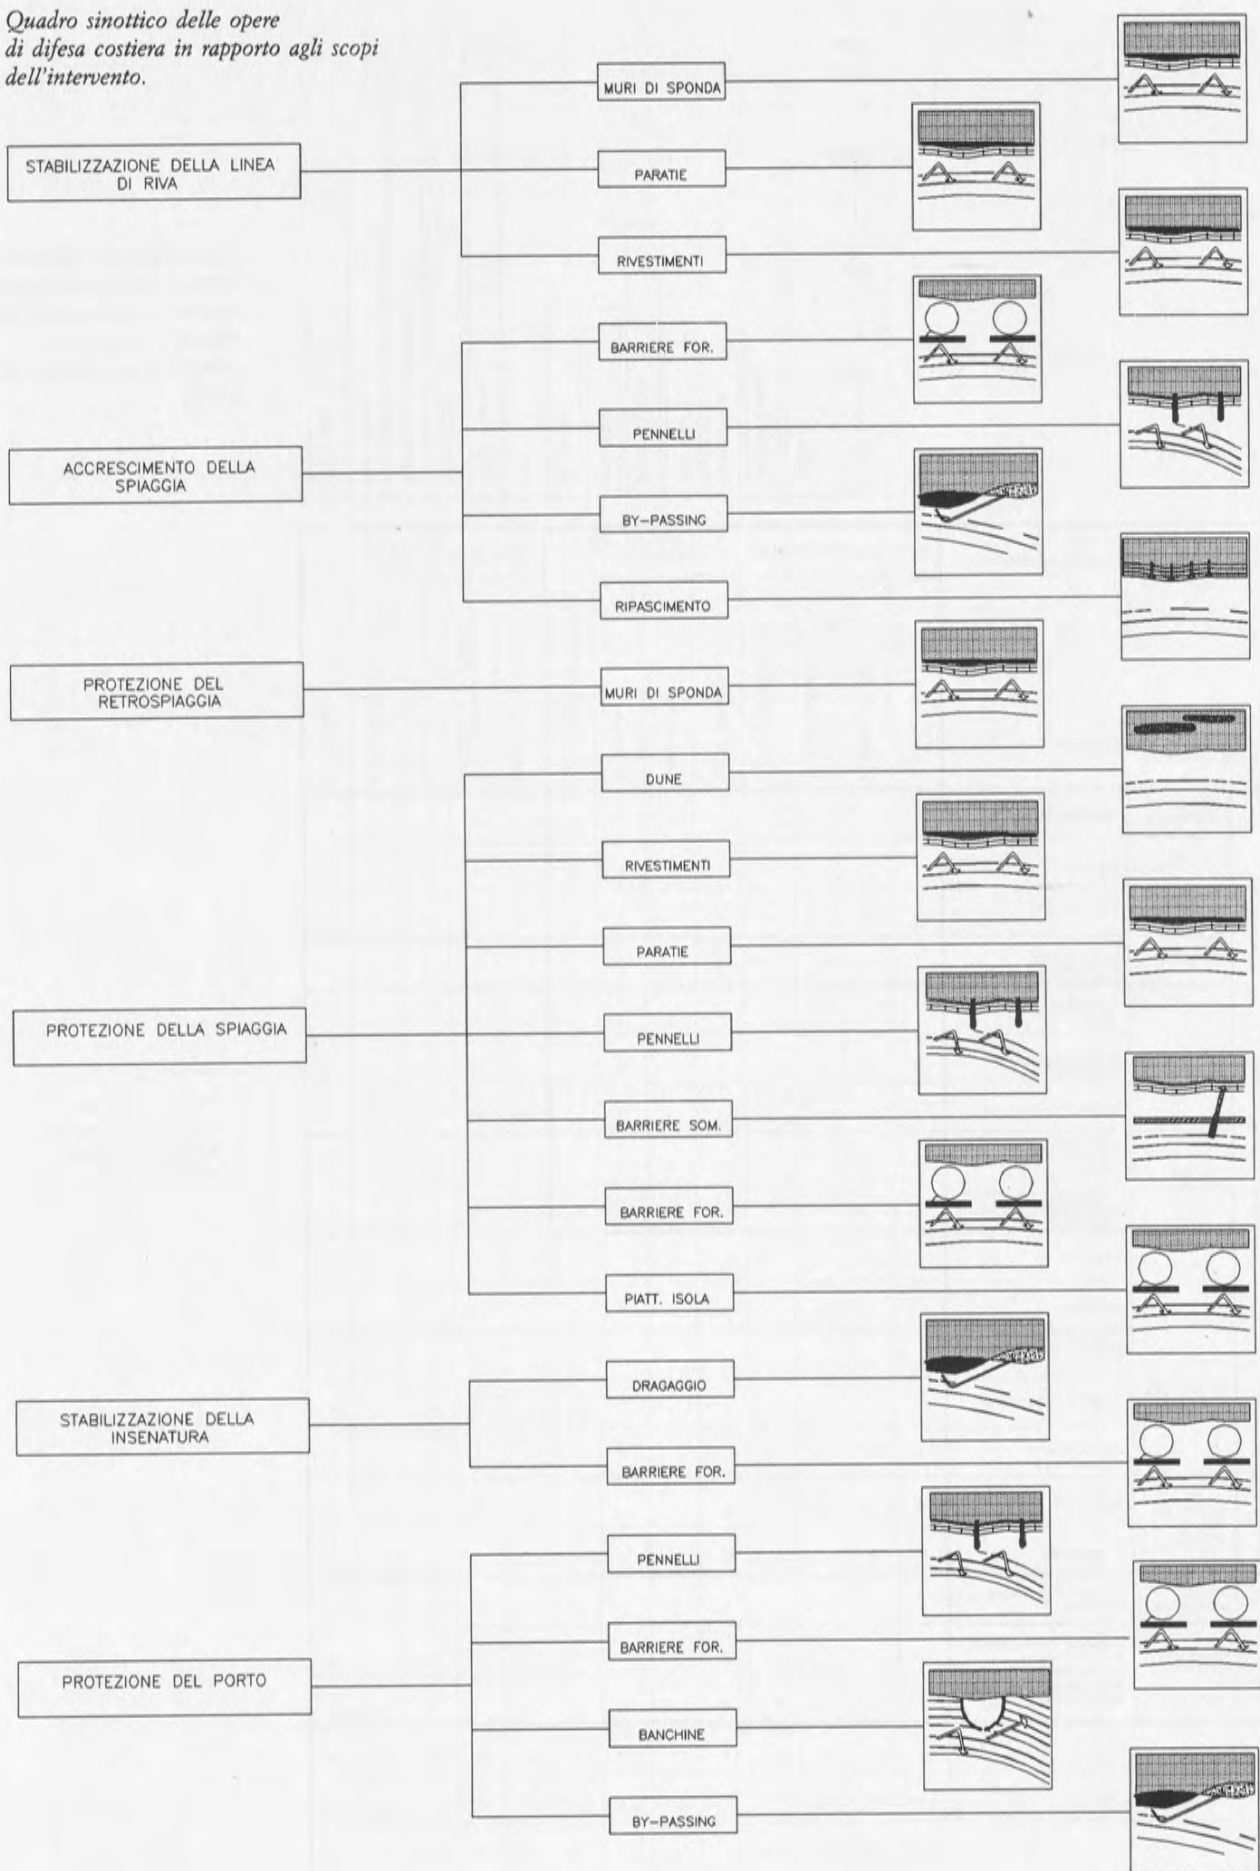 Quadro sinottico delle opere
di difesa costiera in rapporto agli scopi
dell'intervento.
STABILIZZAZIONE DELLA LINEA
DI RIVA
MURI DI SPONDA
PARATIE
RIVESTIMENTI
ACCRESCIMENTO DELLA
SPIAGGIA
BARRIERE FOR.
PENNELLI
BY-PASSING
RIPASCIMENTO
PROTEZIONE DEL
RETROSPIAGGIA
MURI DI SPONDA
PROTEZIONE DELLA SPIAGGIA
DUNE
RIVESTIMENTI
PARATIE
PENNELLI
BARRIERE SOM.
BARRIERE FOR.
PIATT. ISOLA
STABILIZZAZIONE DELLA
INSENATURA
DRAGAGGIO
BARRIERE FOR.
PROTEZIONE DEL PORTO
PENNELLI
BARRIERE FOR.
BANCHINE
BY-PASSING